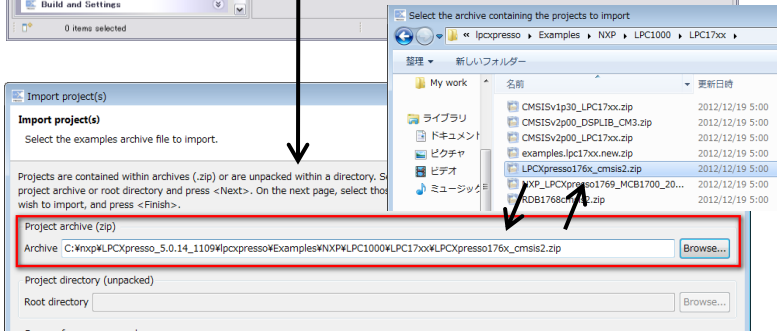 Build and Settings
0 items selected
Select the archive containing the projects to import
« lpcxpresso ▸ Examples ▸ NXP ▸ LPC1000 ▸ LPC17xx ▸
整理 ▼ 新しいフォルダー
My work
ライブラリ
ドキュメント
ピクチャ
ビデオ
ミュージック
名前 更新日時
CMSISv1p30_LPC17xx.zip 2012/12/19 5:00
CMSISv2p00_DSPLIB_CM3.zip 2012/12/19 5:00
CMSISv2p00_LPC17xx.zip 2012/12/19 5:00
examples.lpc17xx.new.zip 2012/12/19 5:00
LPCXpresso176x_cmsis2.zip 2012/12/19 5:00
NXP_LPCXpresso1769_MCB1700_20... 2012/12/19 5:00
RDB1768cmsis2.zip 2012/12/19 5:00
Import project(s)
Import project(s)
Select the examples archive file to import.
Projects are contained within archives (.zip) or are unpacked within a directory.
project archive or root directory and press <Next>. On the next page, select
wish to import, and press <Finish>.
Project archive (zip)
Archive C:¥nxp¥LPCXpresso_5.0.14_1109¥lpcxpresso¥Examples¥NXP¥LPC1000¥LPC17xx¥LPCXpresso176x_cmsis2.zip Browse...
Project directory (unpacked)
Root directory Browse...